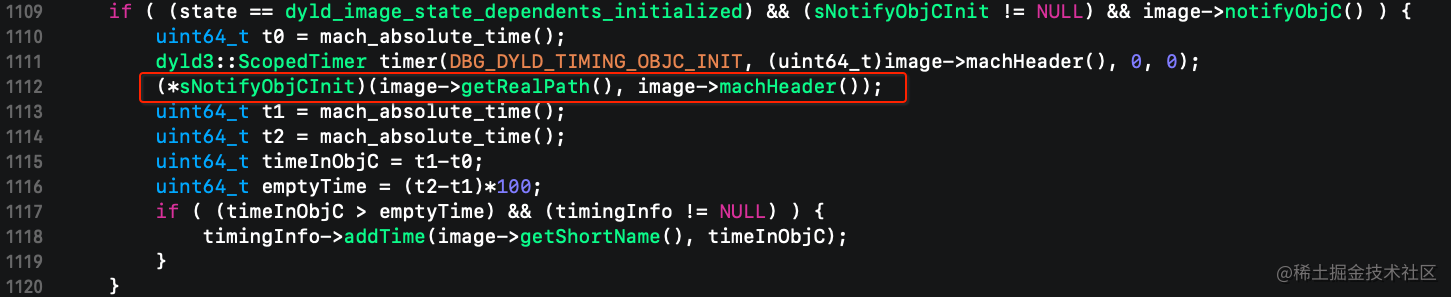 1109 if ( (state == dyld_image_state_dependents_initialized) && (sNotifyObjCInit != NULL) && image->notifyObjC() ) {
1110 uint64_t t0 = mach_absolute_time();
1111 dyld3::ScopedTimer timer(DBG_DYLD_TIMING_OBJC_INIT, (uint64_t)image->machHeader(), 0, 0);
1112 (*sNotifyObjCInit)(image->getRealPath(), image->machHeader());
1113 uint64_t t1 = mach_absolute_time();
1114 uint64_t t2 = mach_absolute_time();
1115 uint64_t timeInObjC = t1-t0;
1116 uint64_t emptyTime = (t2-t1)*100;
1117 if ( (timeInObjC > emptyTime) && (timingInfo != NULL) ) {
1118 timingInfo->addTime(image->getShortName(), timeInObjC);
1119 }
1120 }
@稀土掘金技术社区